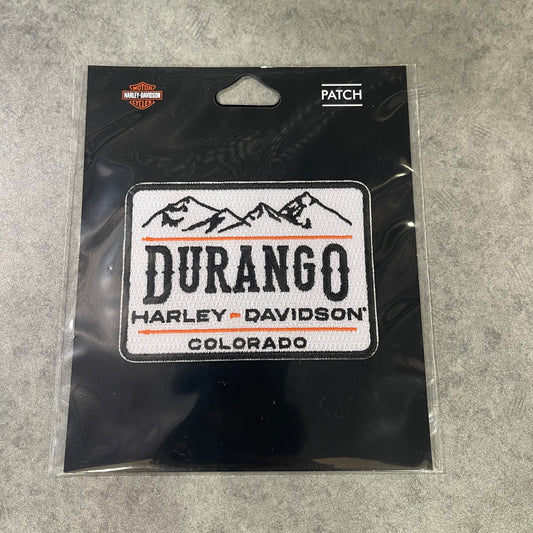 MOTOR
HARLEY-DAVIDSON
CYCLES
PATCH
DURANGO
HARLEY-DAVIDSON
COLORADO